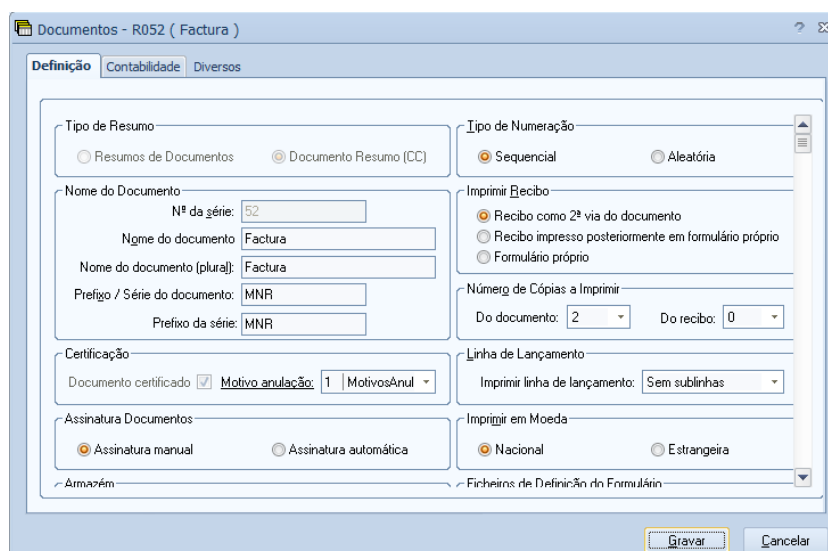 Documentos - R052 ( Factura )
Definição Contabilidade Diversos
Tipo de Resumo
Resumos de Documentos Documento Resumo (CC)
Nome do Documento
Nª da série: 52
Nome do documento Factura
Nome do documento (plural): Factura
Prefixo / Série do documento: MNR
Prefixo da série: MNR
Certificação
Documento certificado Motivo anulação: 1 MotivosAnul
Assinatura Documentos
Assinatura manual Assinatura automática
Armazém
Tipo de Numeração
Sequencial Aleatória
Imprimir Recibo
Recibo como 2ª via do documento
Recibo impresso posteriormente em formulário próprio
Formulário próprio
Número de Cópias a Imprimir
Do documento: 2 Do recibo: 0
Linha de Lançamento
Imprimir linha de lançamento: Sem sublinhas
Imprimir em Moeda
Nacional Estrangeira
Ficheiros de Definição do Formulário
Gravar Cancelar